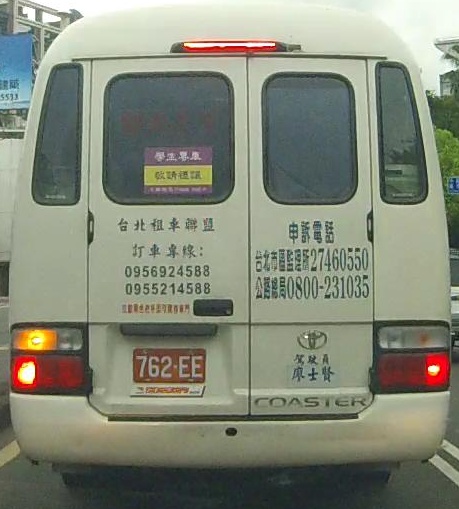 學生專車
敬請禮讓
台北租車聯盟
訂車專線:
0956924588
0955214588
申訴電話
台北市區監理所27460550
公路總局0800-231035
762-EE
駕駛員
廖士賢
COASTER
5533